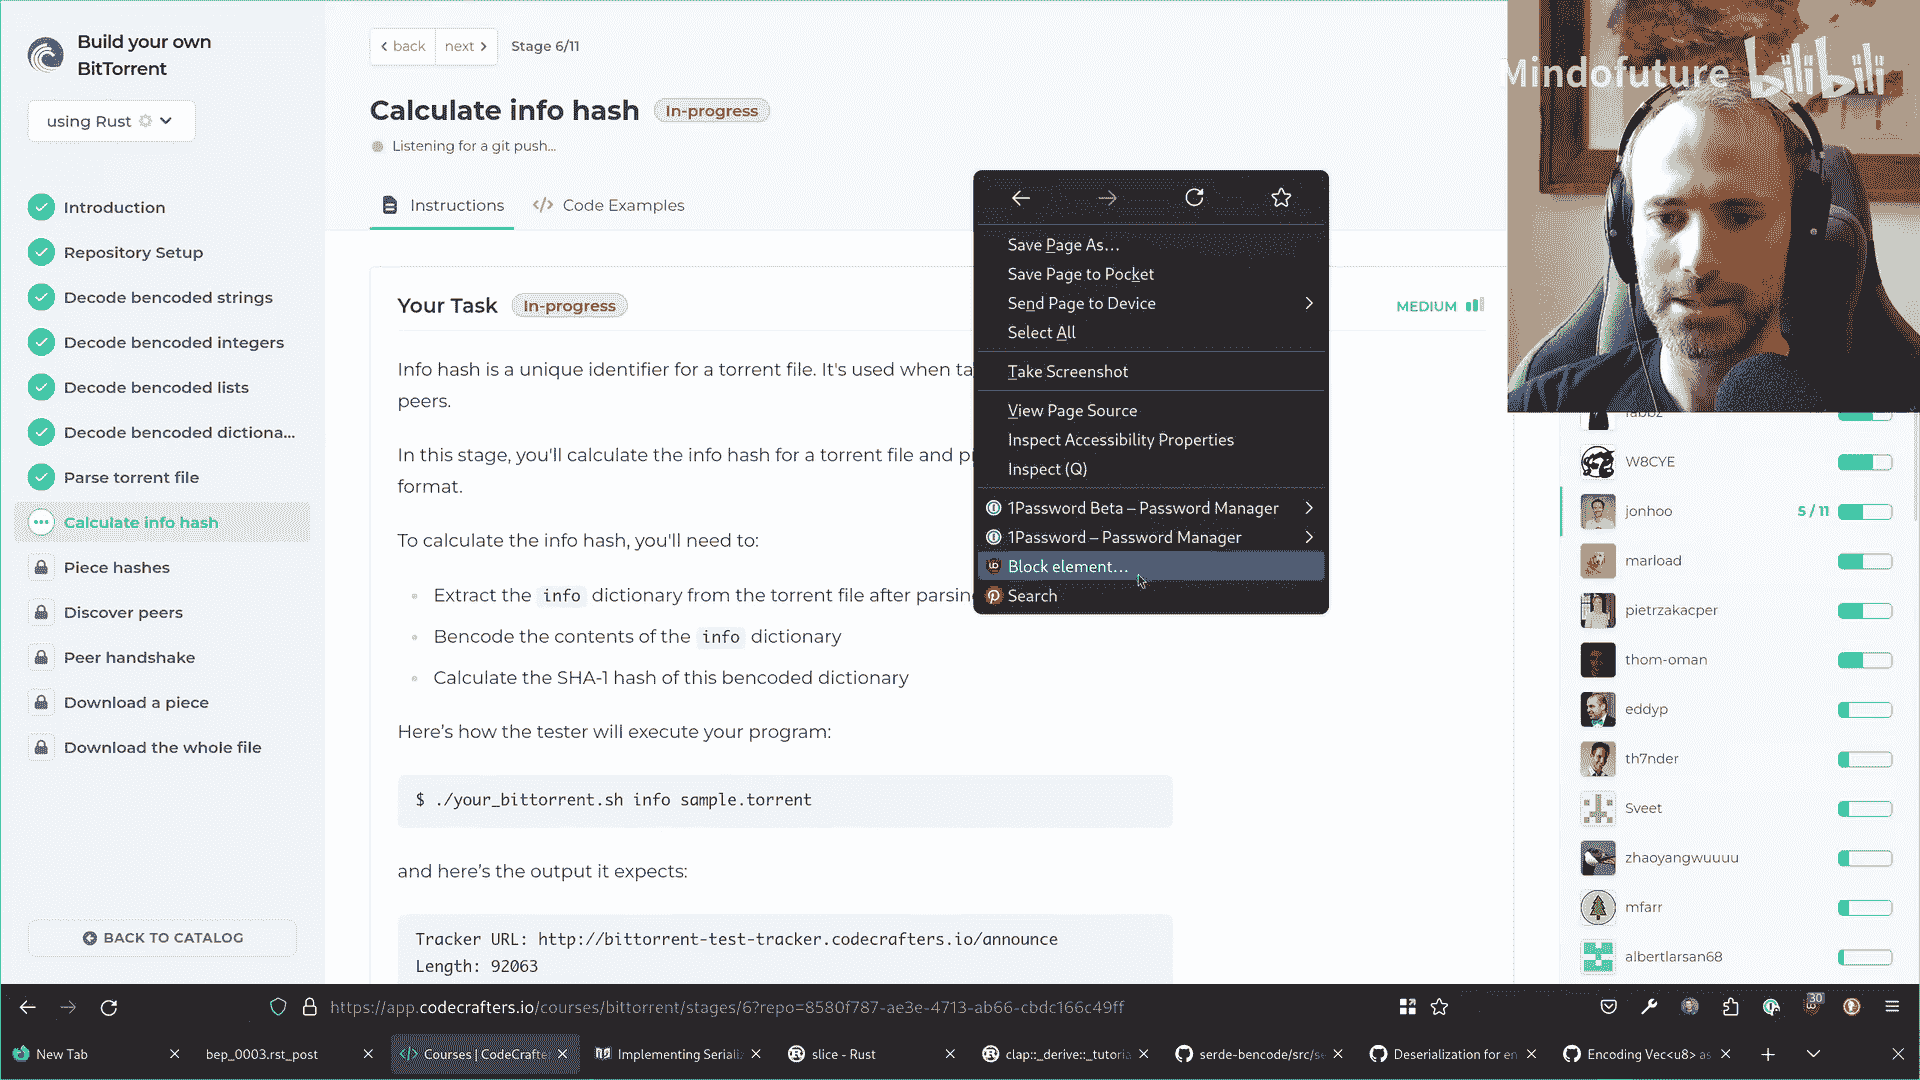 Build your own
BitTorrent
using Rust
Introduction
Repository Setup
Decode bencoded strings
Decode bencoded integers
Decode bencoded lists
Decode bencoded dictiona...
Parse torrent file
Calculate info hash
Piece hashes
Discover peers
Peer handshake
Download a piece
Download the whole file
BACK TO CATALOG
back
next
Stage 6/11
Calculate info hash
In-progress
Listening for a git push...
Instructions
Code Examples
Your Task
In-progress
MEDIUM
Info hash is a unique identifier for a torrent file. It's used when ta
peers.
In this stage, you'll calculate the info hash for a torrent file and p
format.
To calculate the info hash, you'll need to:
Extract the info dictionary from the torrent file after parsing
Bencode the contents of the info dictionary
Calculate the SHA-1 hash of this bencoded dictionary
Here's how the tester will execute your program:
$ ./your_bittorrent.sh info sample.torrent
and here's the output it expects:
Tracker URL: http://bittorrent-test-tracker.codecrafters.io/announce
Length: 92063
Save Page As...
Save Page to Pocket
Send Page to Device
Select All
Take Screenshot
View Page Source
Inspect Accessibility Properties
Inspect (Q)
1Password Beta – Password Manager
1Password – Password Manager
Block element...
Search
Mindofuture bilibili
W8CYE
jonhoo 5 / 11
marload
pietrzakacper
thom-oman
eddyp
th7nder
Sveet
zhaoyangwuuuu
mfarr
albertlarsan68
https://app.codecrafters.io/courses/bittorrent/stages/6?repo=8580f787-ae3e-4713-ab66-cbdc166c49ff
30
New Tab
bep_0003.rst_post
Courses | CodeCrafte
Implementing Seriali
slice - Rust
clap::_derive::_tutoria
serde-bencode/src/se
Deserialization for en
Encoding Vec<u8> as